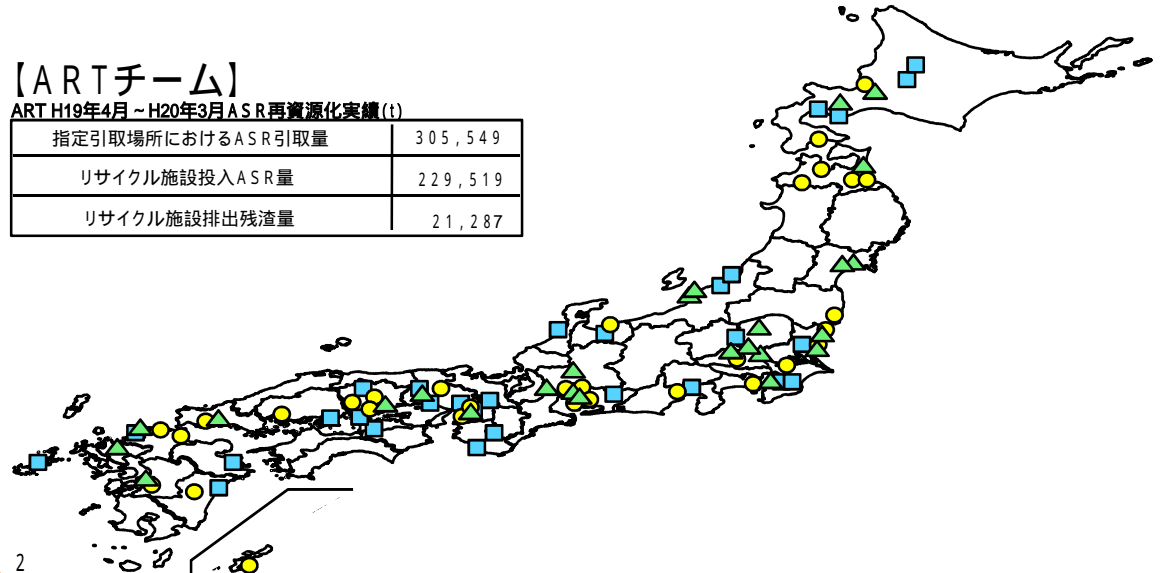 【ARTチーム】
ART H19年4月~H20年3月ASR再資源化実績(t)
指定引取場所におけるASR引取量 305,549
リサイクル施設投入ASR量 229,519
リサイクル施設排出残渣量 21,287
2